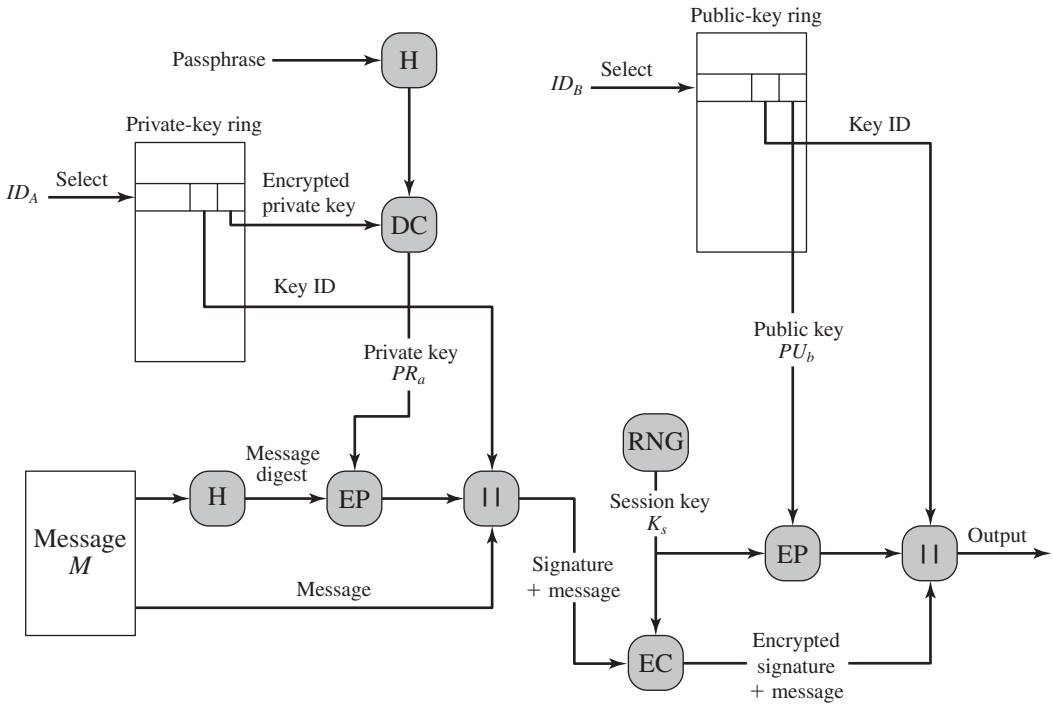 Public-key ring
Passphrase
H
ID_B
Select
Private-key ring
Key ID
ID_A
Select
Encrypted
private key
DC
Key ID
Private key
PR_a
Public key
PU_b
RNG
Message
digest
Message
M
H
EP
||
Session key
K_s
EP
||
Output
Signature
+ message
Message
EC
Encrypted
signature
+ message